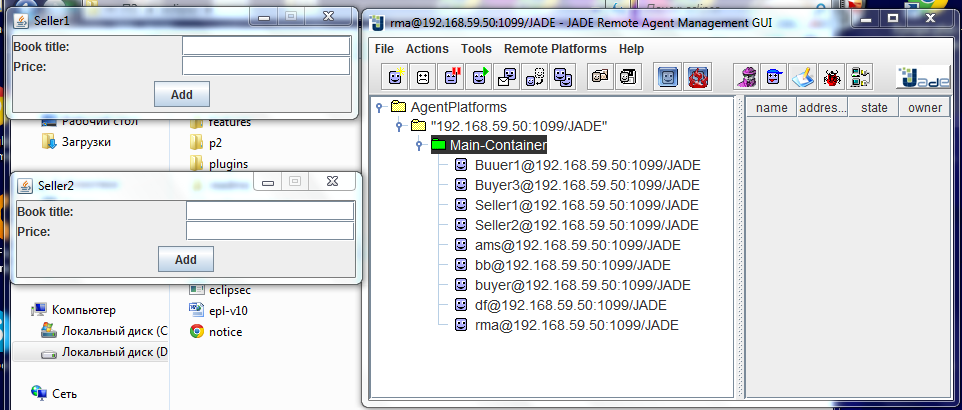 Seller1
Book title:
Price:
Add
Рабочий стол
Загрузки
features
p2
plugins
Seller2
Book title:
Price:
Add
eclipsec
epl-v10
notice
Компьютер
Локальный диск (C
Локальный диск (D
Сеть
rma@192.168.59.50:1099/JADE - JADE Remote Agent Management GUI
File Actions Tools Remote Platforms Help
Jade
name addres... state owner
AgentPlatforms
"192.168.59.50:1099/JADE"
Main-Container
Buuer1@192.168.59.50:1099/JADE
Buyer3@192.168.59.50:1099/JADE
Seller1@192.168.59.50:1099/JADE
Seller2@192.168.59.50:1099/JADE
ams@192.168.59.50:1099/JADE
bb@192.168.59.50:1099/JADE
buyer@192.168.59.50:1099/JADE
df@192.168.59.50:1099/JADE
rma@192.168.59.50:1099/JADE